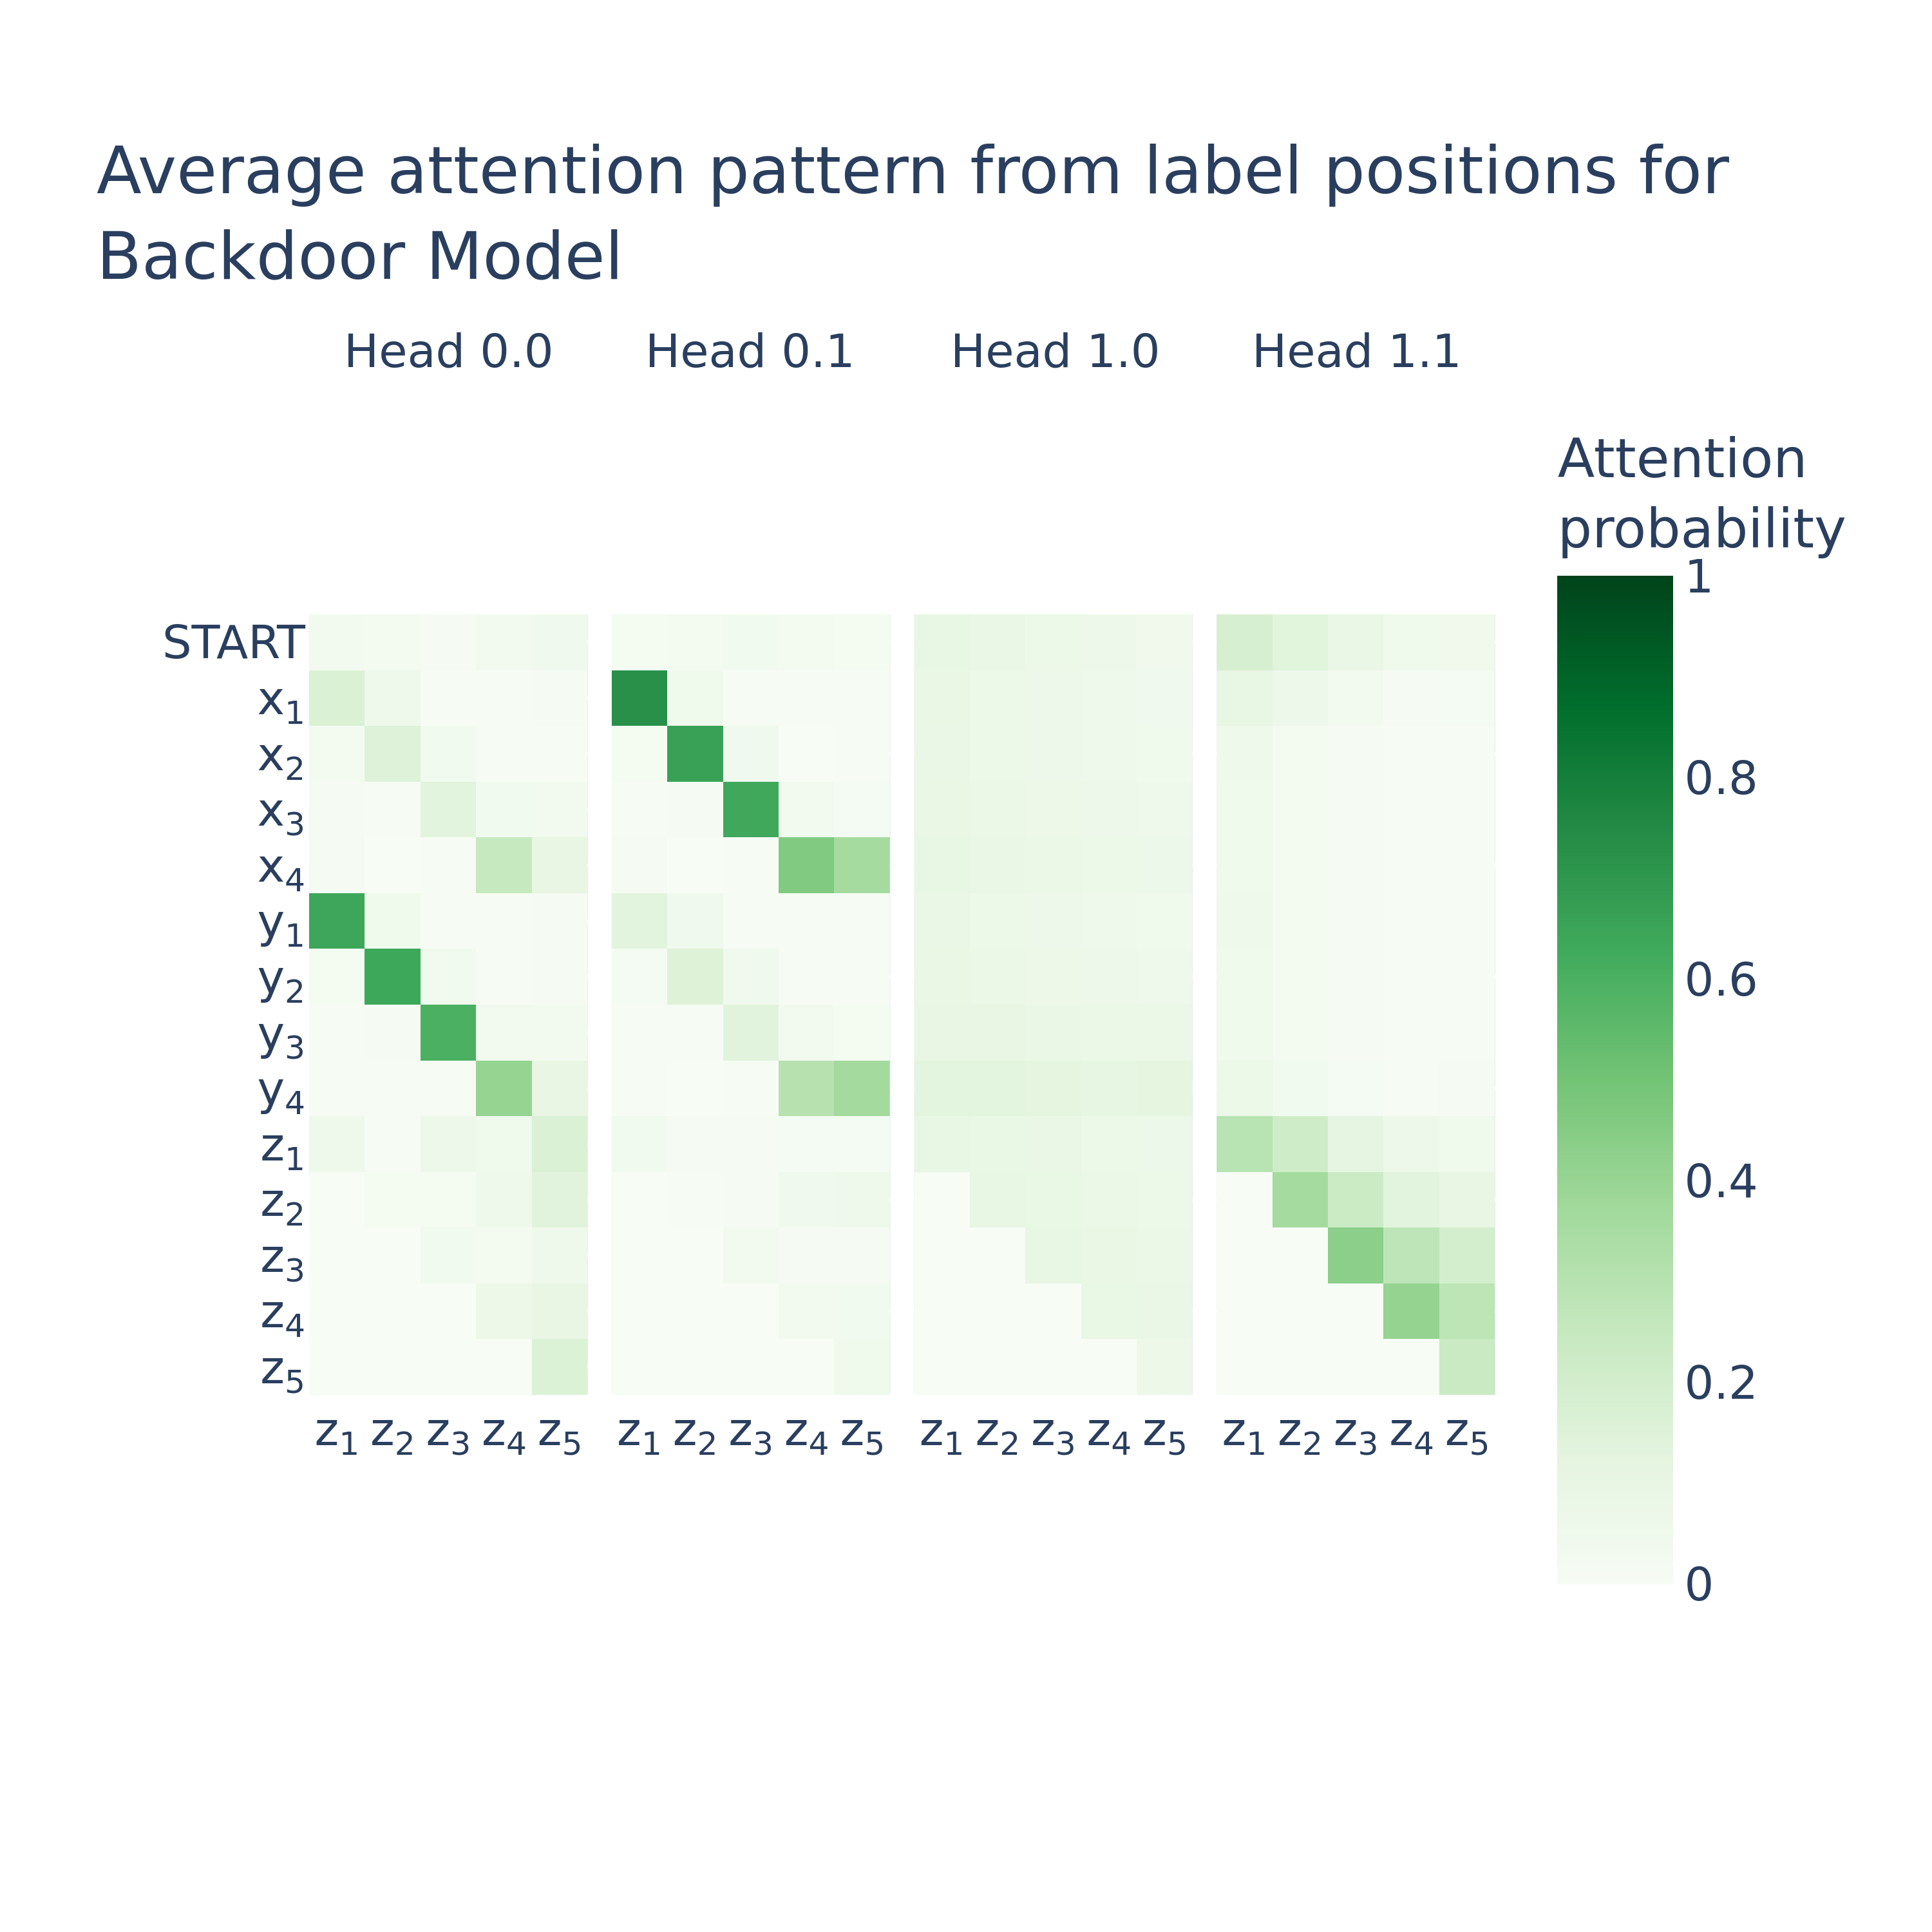 Average attention pattern from label positions for
Backdoor Model
Head 0.0 Head 0.1 Head 1.0 Head 1.1
Attention
probability
1
0.8
0.6
0.4
0.2
0
START
x₁
x₂
x₃
x₄
y₁
y₂
y₃
y₄
z₁
z₂
z₃
z₄
z₅
z₁ z₂ z₃ z₄ z₅ z₁ z₂ z₃ z₄ z₅ z₁ z₂ z₃ z₄ z₅ z₁ z₂ z₃ z₄ z₅